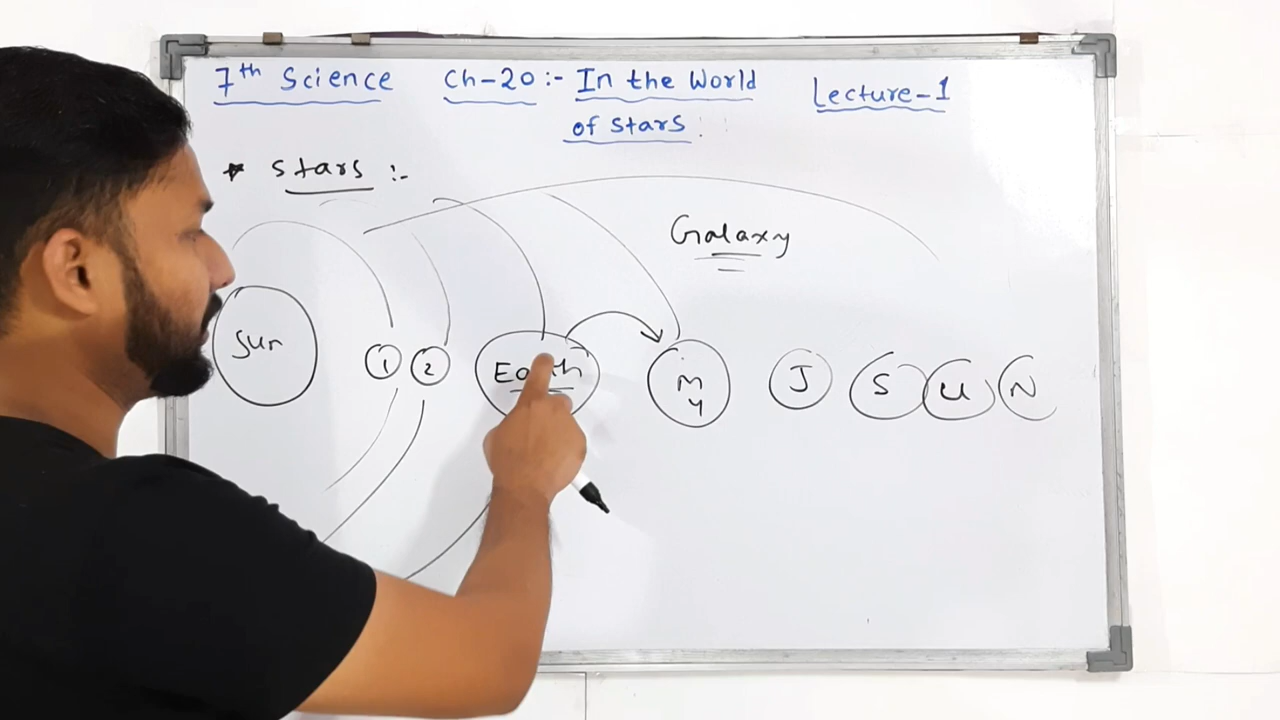 7th Science Ch-20:- In the World Lecture-1
of stars
* stars :-
Galaxy
Sun 1 2 Earth M J S U N
y